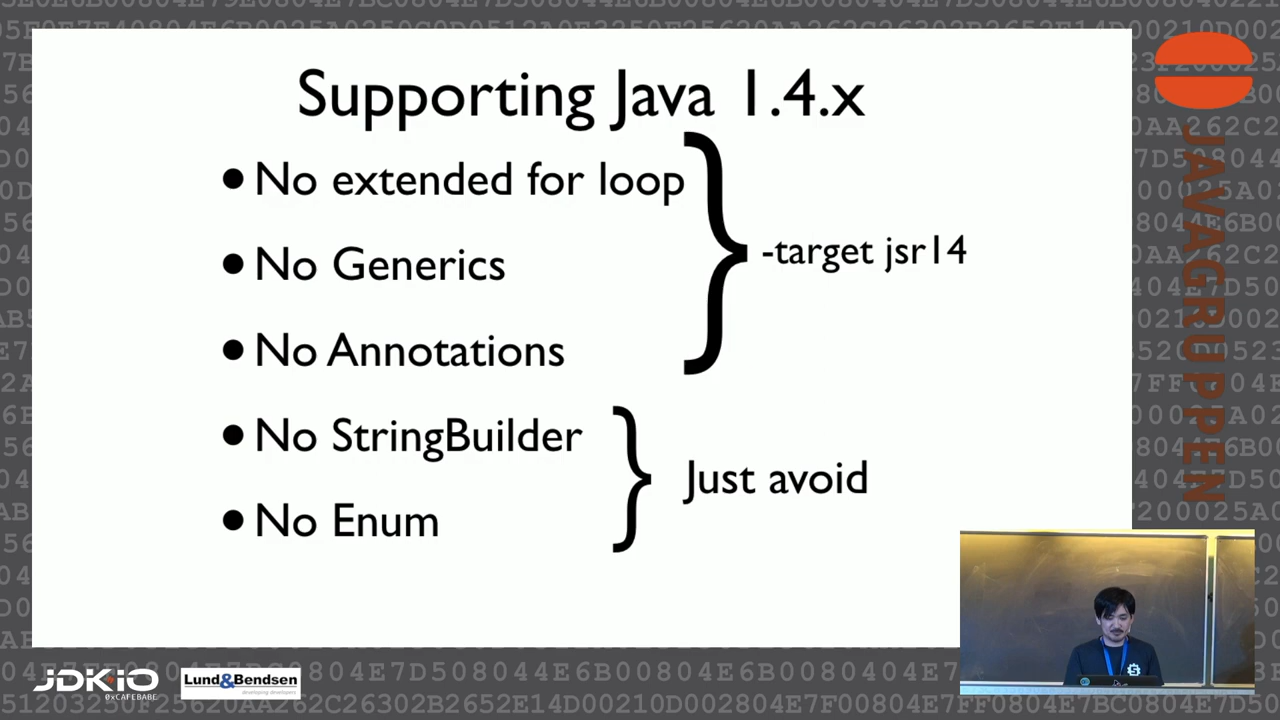 Supporting Java 1.4.x
• No extended for loop
• No Generics
• No Annotations
-target jsr14
• No StringBuilder
• No Enum
Just avoid
JAVAGRUPPEN
JDKIO
0xCAFEBABE
Lund&Bendsen
developing developers